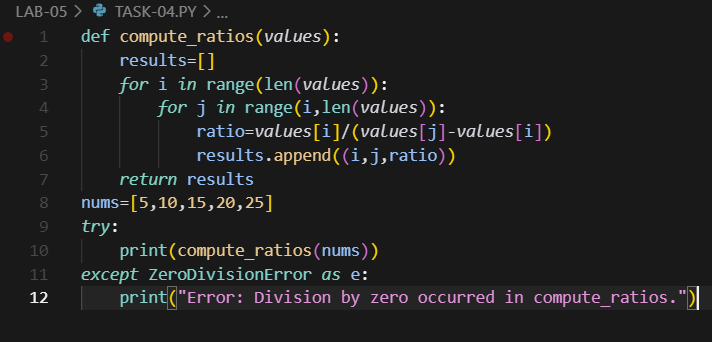 LAB-05 > TASK-04.PY > ...
1 def compute_ratios(values):
2     results=[]
3     for i in range(len(values)):
4         for j in range(i,len(values)):
5             ratio=values[i]/(values[j]-values[i])
6             results.append((i,j,ratio))
7     return results
8 nums=[5,10,15,20,25]
9 try:
10     print(compute_ratios(nums))
11 except ZeroDivisionError as e:
12     print("Error: Division by zero occurred in compute_ratios.")